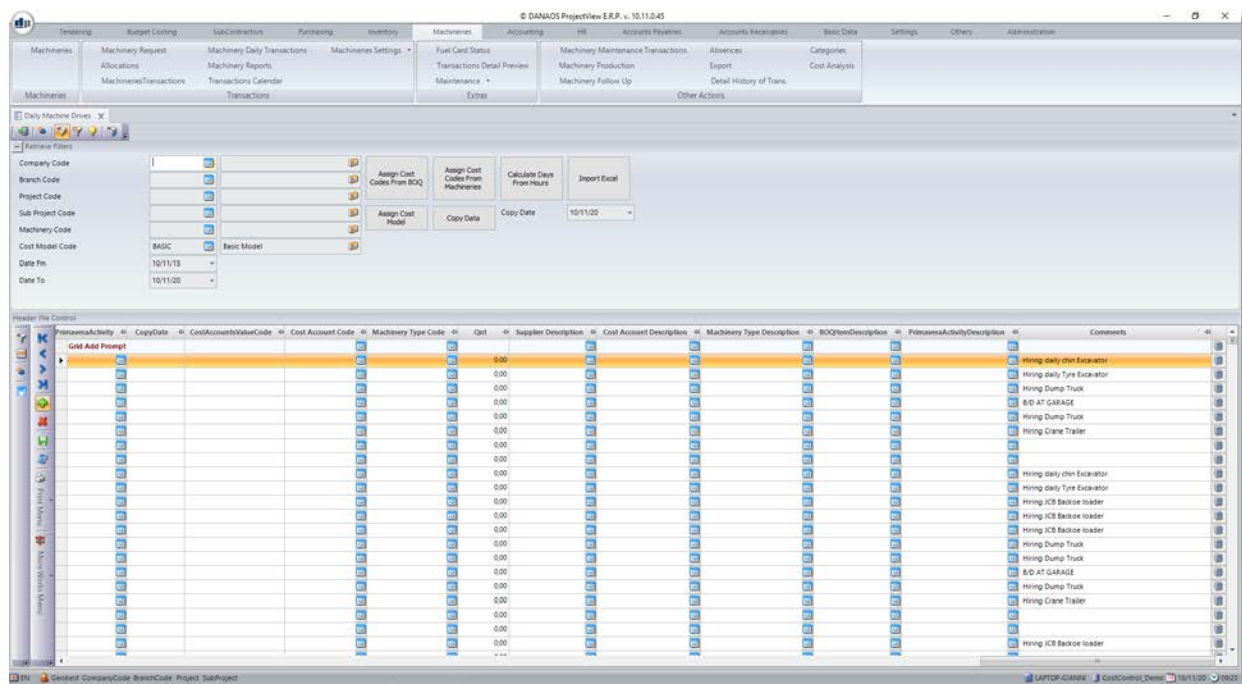 © DANAOS ProjectView E.R.P. v. 10.11.0.45
Tendering Budget Costing SubContractors Purchasing Inventory Machineries Accounting HR Accounts Payables Accounts Receivables Basic Data Settings Others Administration
Machineries Machinery Request Machinery Daily Transactions Machineries Settings Fuel Card Status Machinery Maintenance Transactions Absences Categories
Allocations Machinery Reports Transactions Detail Preview Machinery Production Export Cost Analysis
MachineriesTransactions Transactions Calendar Maintenance Machinery Follow Up Detail History of Trans.
Machineries Transactions Extras Other Actions
Daily Machine Drives X
Retrieve Filters
Company Code
Branch Code
Project Code
Sub Project Code
Machinery Code
Cost Model Code BASIC Basic Model
Date Fm 10/11/15
Date To 10/11/20
Assign Cost Codes From BOQ
Assign Cost Codes From Machineries
Calculate Days From Hours
Import Excel
Assign Cost Model
Copy Data
Copy Date 10/11/20
Header File Control
PrimaveraActivity CopyDate CostAccountsValueCode Cost Account Code Machinery Type Code Qnt Supplier Description Cost Account Description Machinery Type Description BOQItemDescription PrimaveraActivityDescription Comments
Grid Add Prompt
0,00 Hiring daily chin Excavator
0,00 Hiring daily Tyre Excavator
0,00 Hiring Dump Truck
0,00 B/D AT GARAGE
0,00 Hiring Dump Truck
0,00 Hiring Crane Trailer
0,00
0,00
0,00 Hiring daily chin Excavator
0,00 Hiring daily Tyre Excavator
0,00 Hiring JCB Backoe loader
0,00 Hiring JCB Backoe loader
0,00 Hiring JCB Backoe loader
0,00 Hiring Dump Truck
0,00 Hiring Dump Truck
0,00 B/D AT GARAGE
0,00 Hiring Dump Truck
0,00 Hiring Crane Trailer
0,00
0,00
0,00 Hiring JCB Backoe loader
Print Menu
More Works Menu
EN Geobest CompanyCode BranchCode Project SubProject LAPTOP-GIANNI CostControl_Demo 10/11/20 09:23